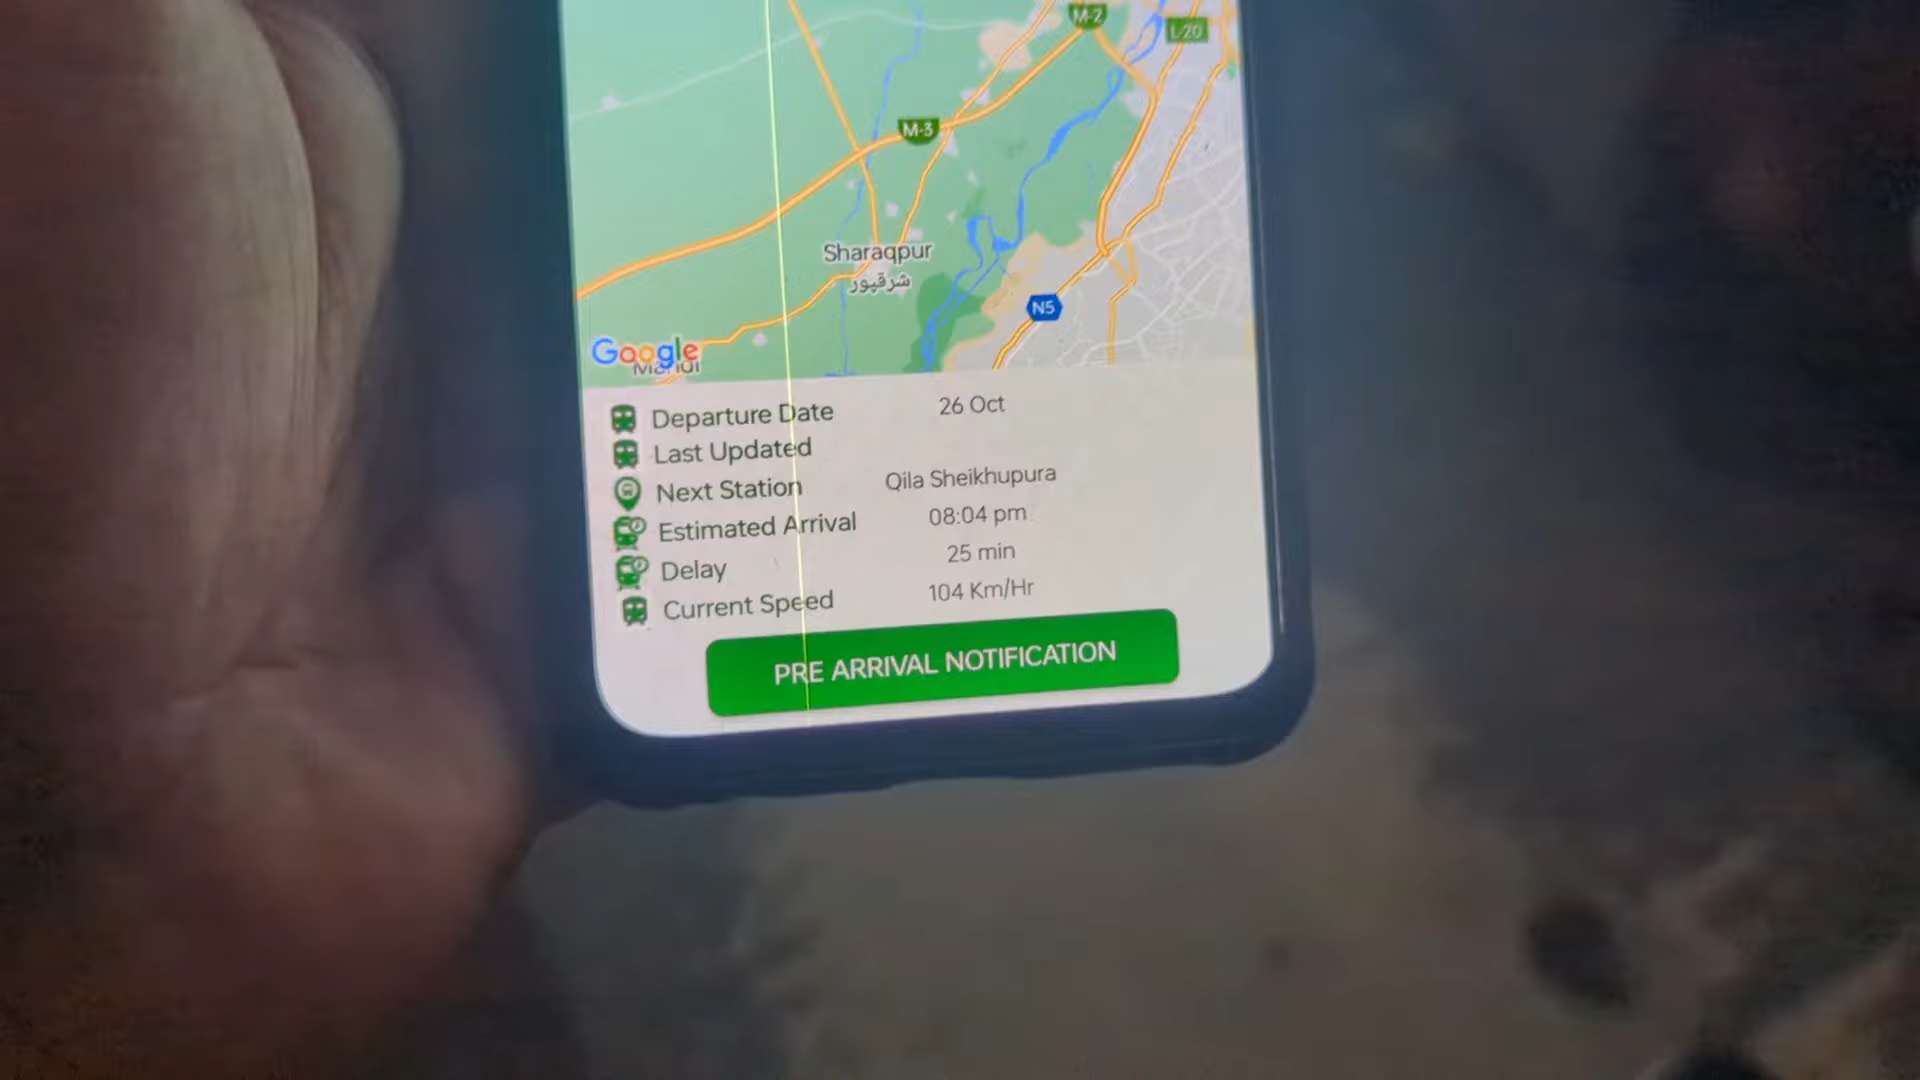 M-2
L-20
M-3
Sharaqpur
شرقپور
N5
Google
Departure Date 26 Oct
Last Updated
Next Station Qila Sheikhupura
Estimated Arrival 08:04 pm
Delay 25 min
Current Speed 104 Km/Hr
PRE ARRIVAL NOTIFICATION